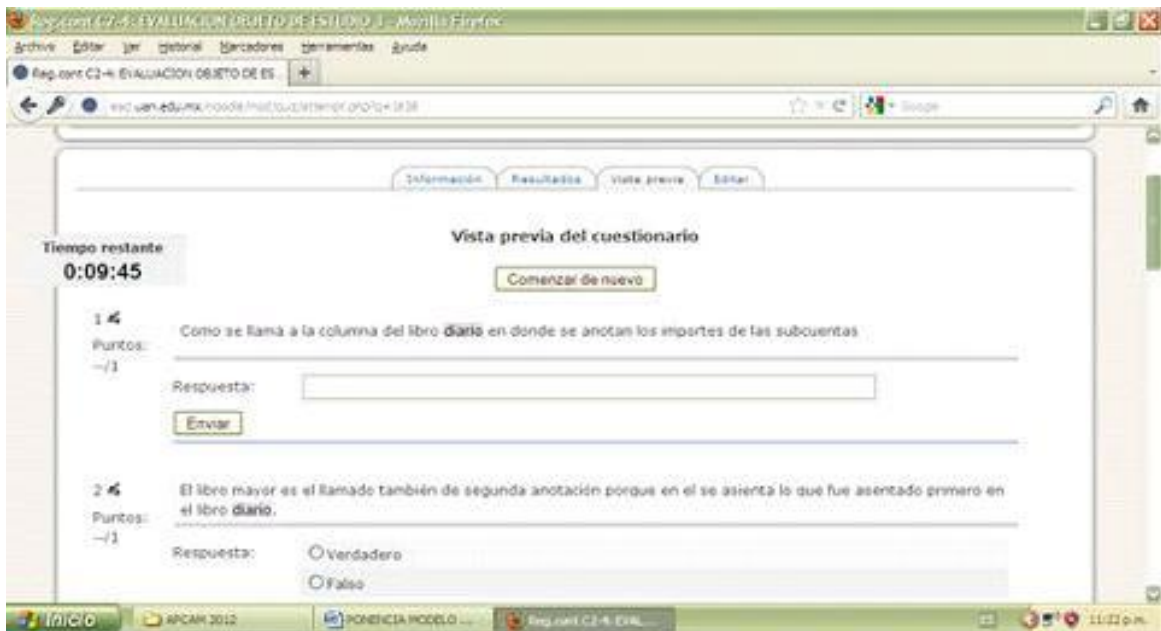 Reg.cont C2-4: EVALUACION OBJETO DE ESTUDIO 1 - Mozilla Firefox
Archivo Editar Ver Historial Marcadores Herramientas Ayuda
Reg.cont C2-4: EVALUACION OBJETO DE ES... +
Google
Información Resultados Vista previa Editar
Vista previa del cuestionario
Tiempo restante
0:09:45
Comenzar de nuevo
1
Como se llama a la columna del libro diario en donde se anotan los importes de las subcuentas
Puntos:
--/1
Respuesta:
Enviar
2
El libro mayor es el llamado también de segunda anotación porque en el se asienta lo que fue asentado primero en
el libro diario.
Puntos:
--/1
Respuesta:
Verdadero
Falso
Inicio APCAM 2012 PONENCIA MODELO ... Reg.cont C2-4: EVAL... ES 11:22 p.m.